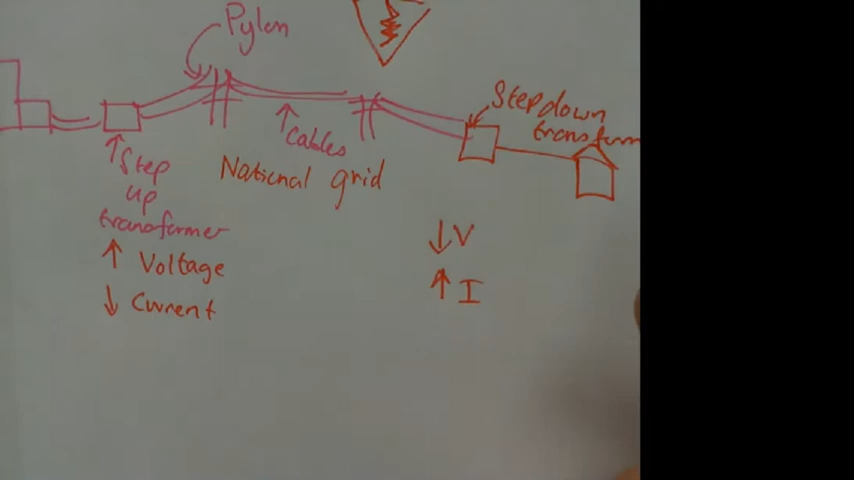 Pylon
Step down
transform
Cables
National grid
Step
up
transformer
↑ Voltage
↓ Current
↓ V
↑ I